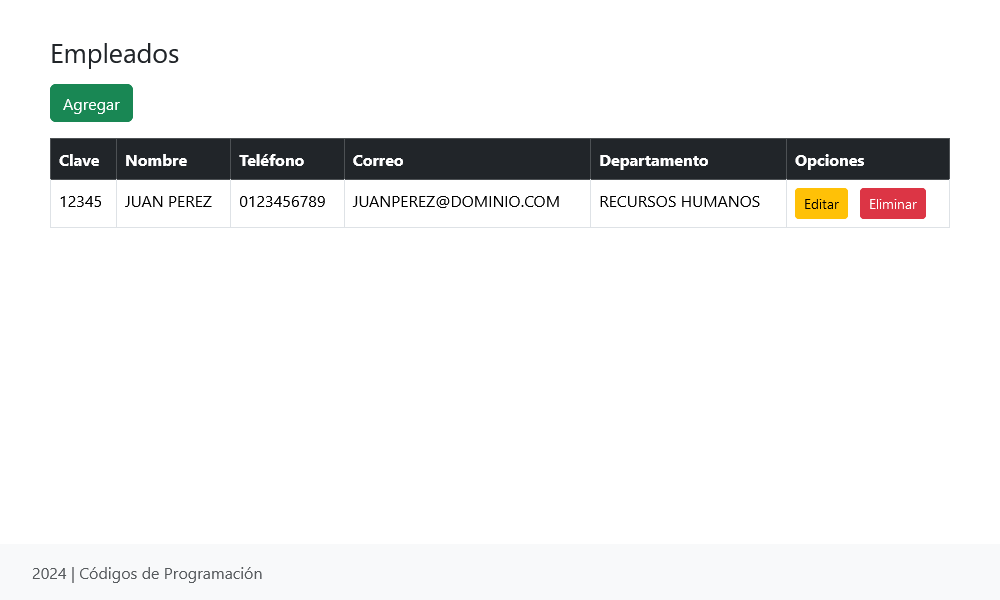 Empleados
Agregar
Clave Nombre Teléfono Correo Departamento Opciones
12345 JUAN PEREZ 0123456789 JUANPEREZ@DOMINIO.COM RECURSOS HUMANOS Editar Eliminar
2024 | Códigos de Programación